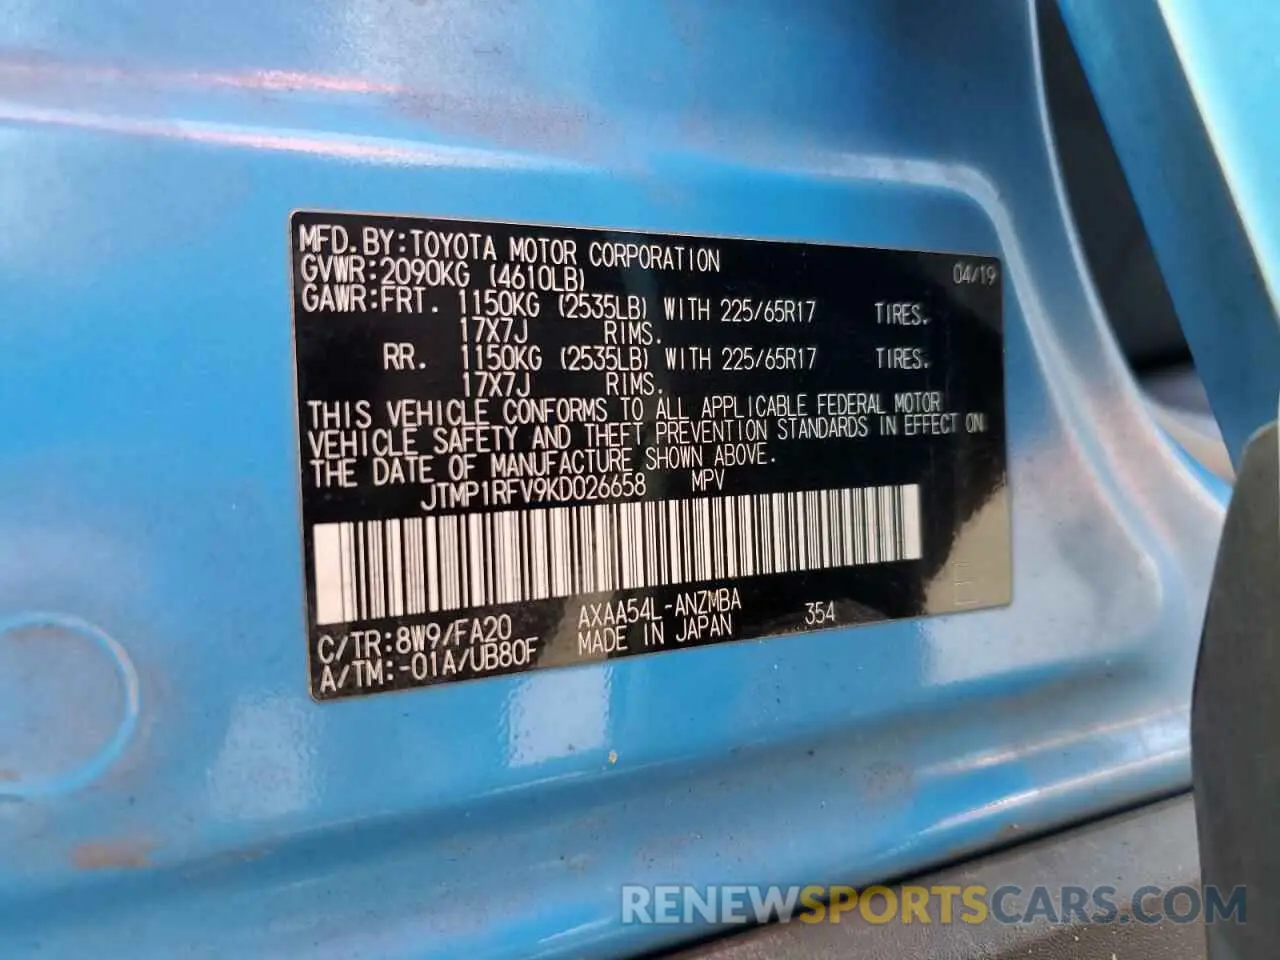 MFD. BY:TOYOTA MOTOR CORPORATION 04/19
GVWR:2090KG (4610LB)
GAWR:FRT. 1150KG (2535LB) WITH 225/65R17 TIRES.
17X7J RIMS.
RR. 1150KG (2535LB) WITH 225/65R17 TIRES.
17X7J RIMS.
THIS VEHICLE CONFORMS TO ALL APPLICABLE FEDERAL MOTOR
VEHICLE SAFETY AND THEFT PREVENTION STANDARDS IN EFFECT ON
THE DATE OF MANUFACTURE SHOWN ABOVE.
JTMP1RFV9KD026658 MPV
C/TR:8W9/FA20 AXAA54L-ANZMBA 354
A/TM:-01A/UB80F MADE IN JAPAN
E
RENEWSPORTSCARS.COM